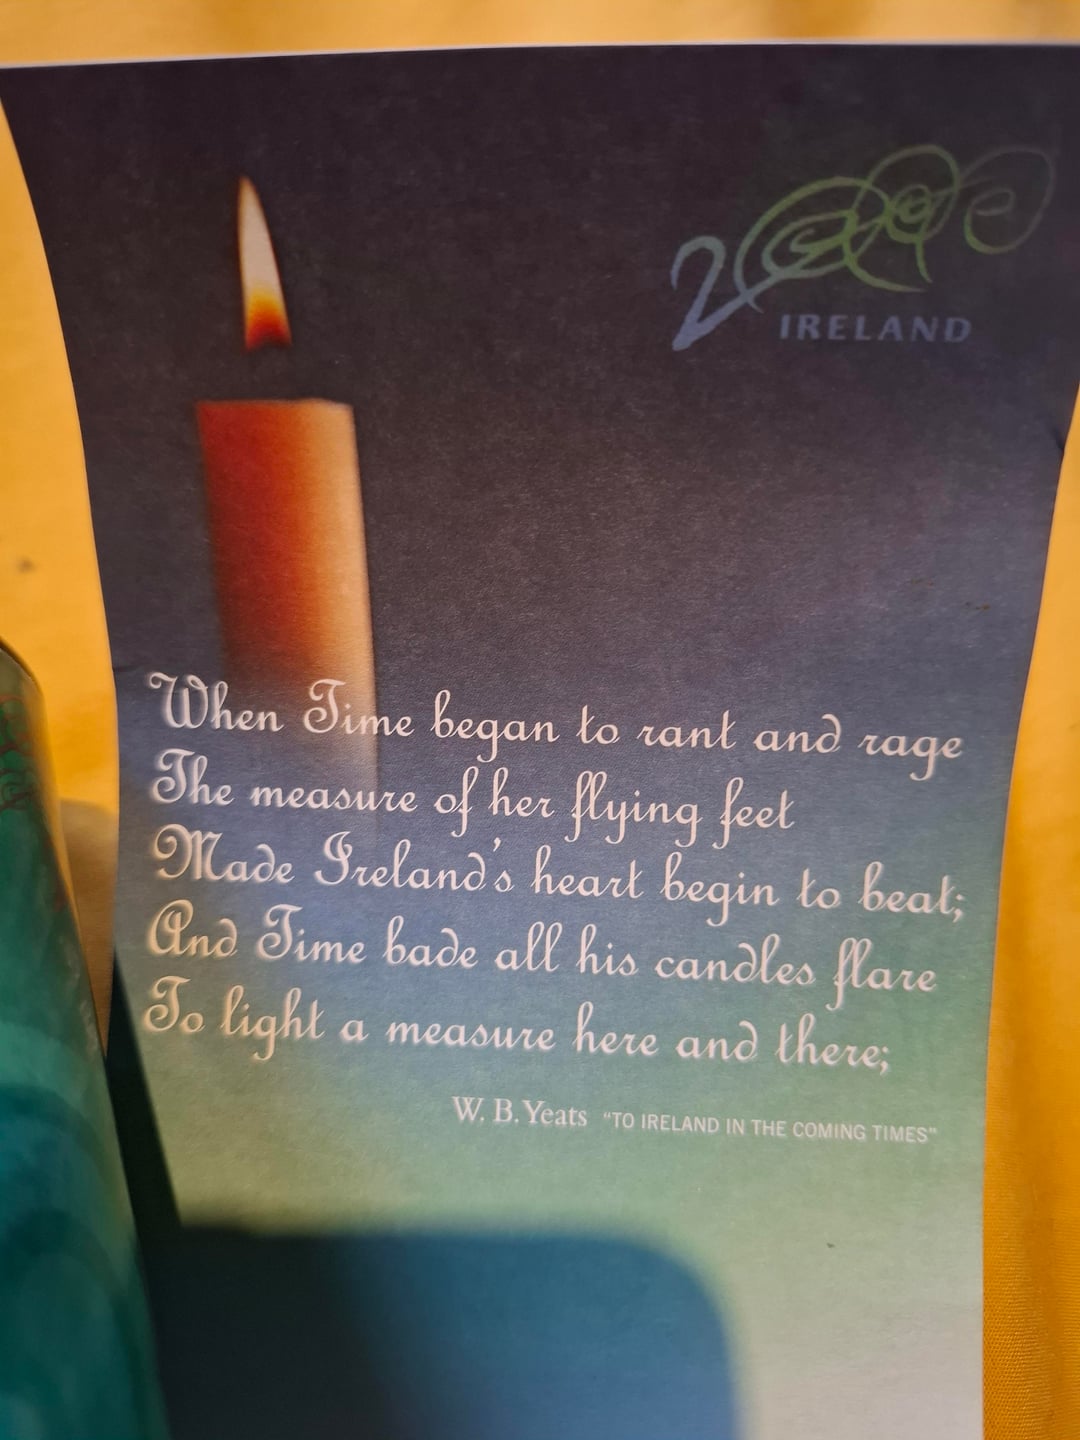 2000
IRELAND
When Time began to rant and rage
The measure of her flying feet
Made Ireland's heart begin to beat;
And Time bade all his candles flare
To light a measure here and there;
W. B. Yeats "TO IRELAND IN THE COMING TIMES"